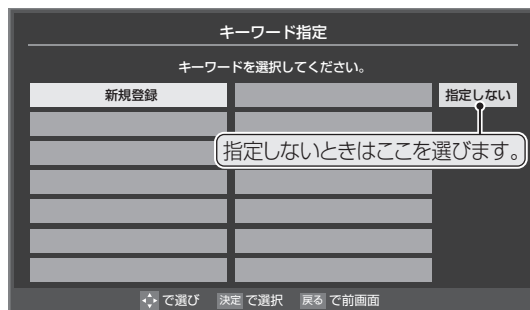 キーワード指定
キーワードを選択してください。
新規登録
指定しない
指定しないときはここを選びます。
で選び 決定 で選択 戻る で前画面